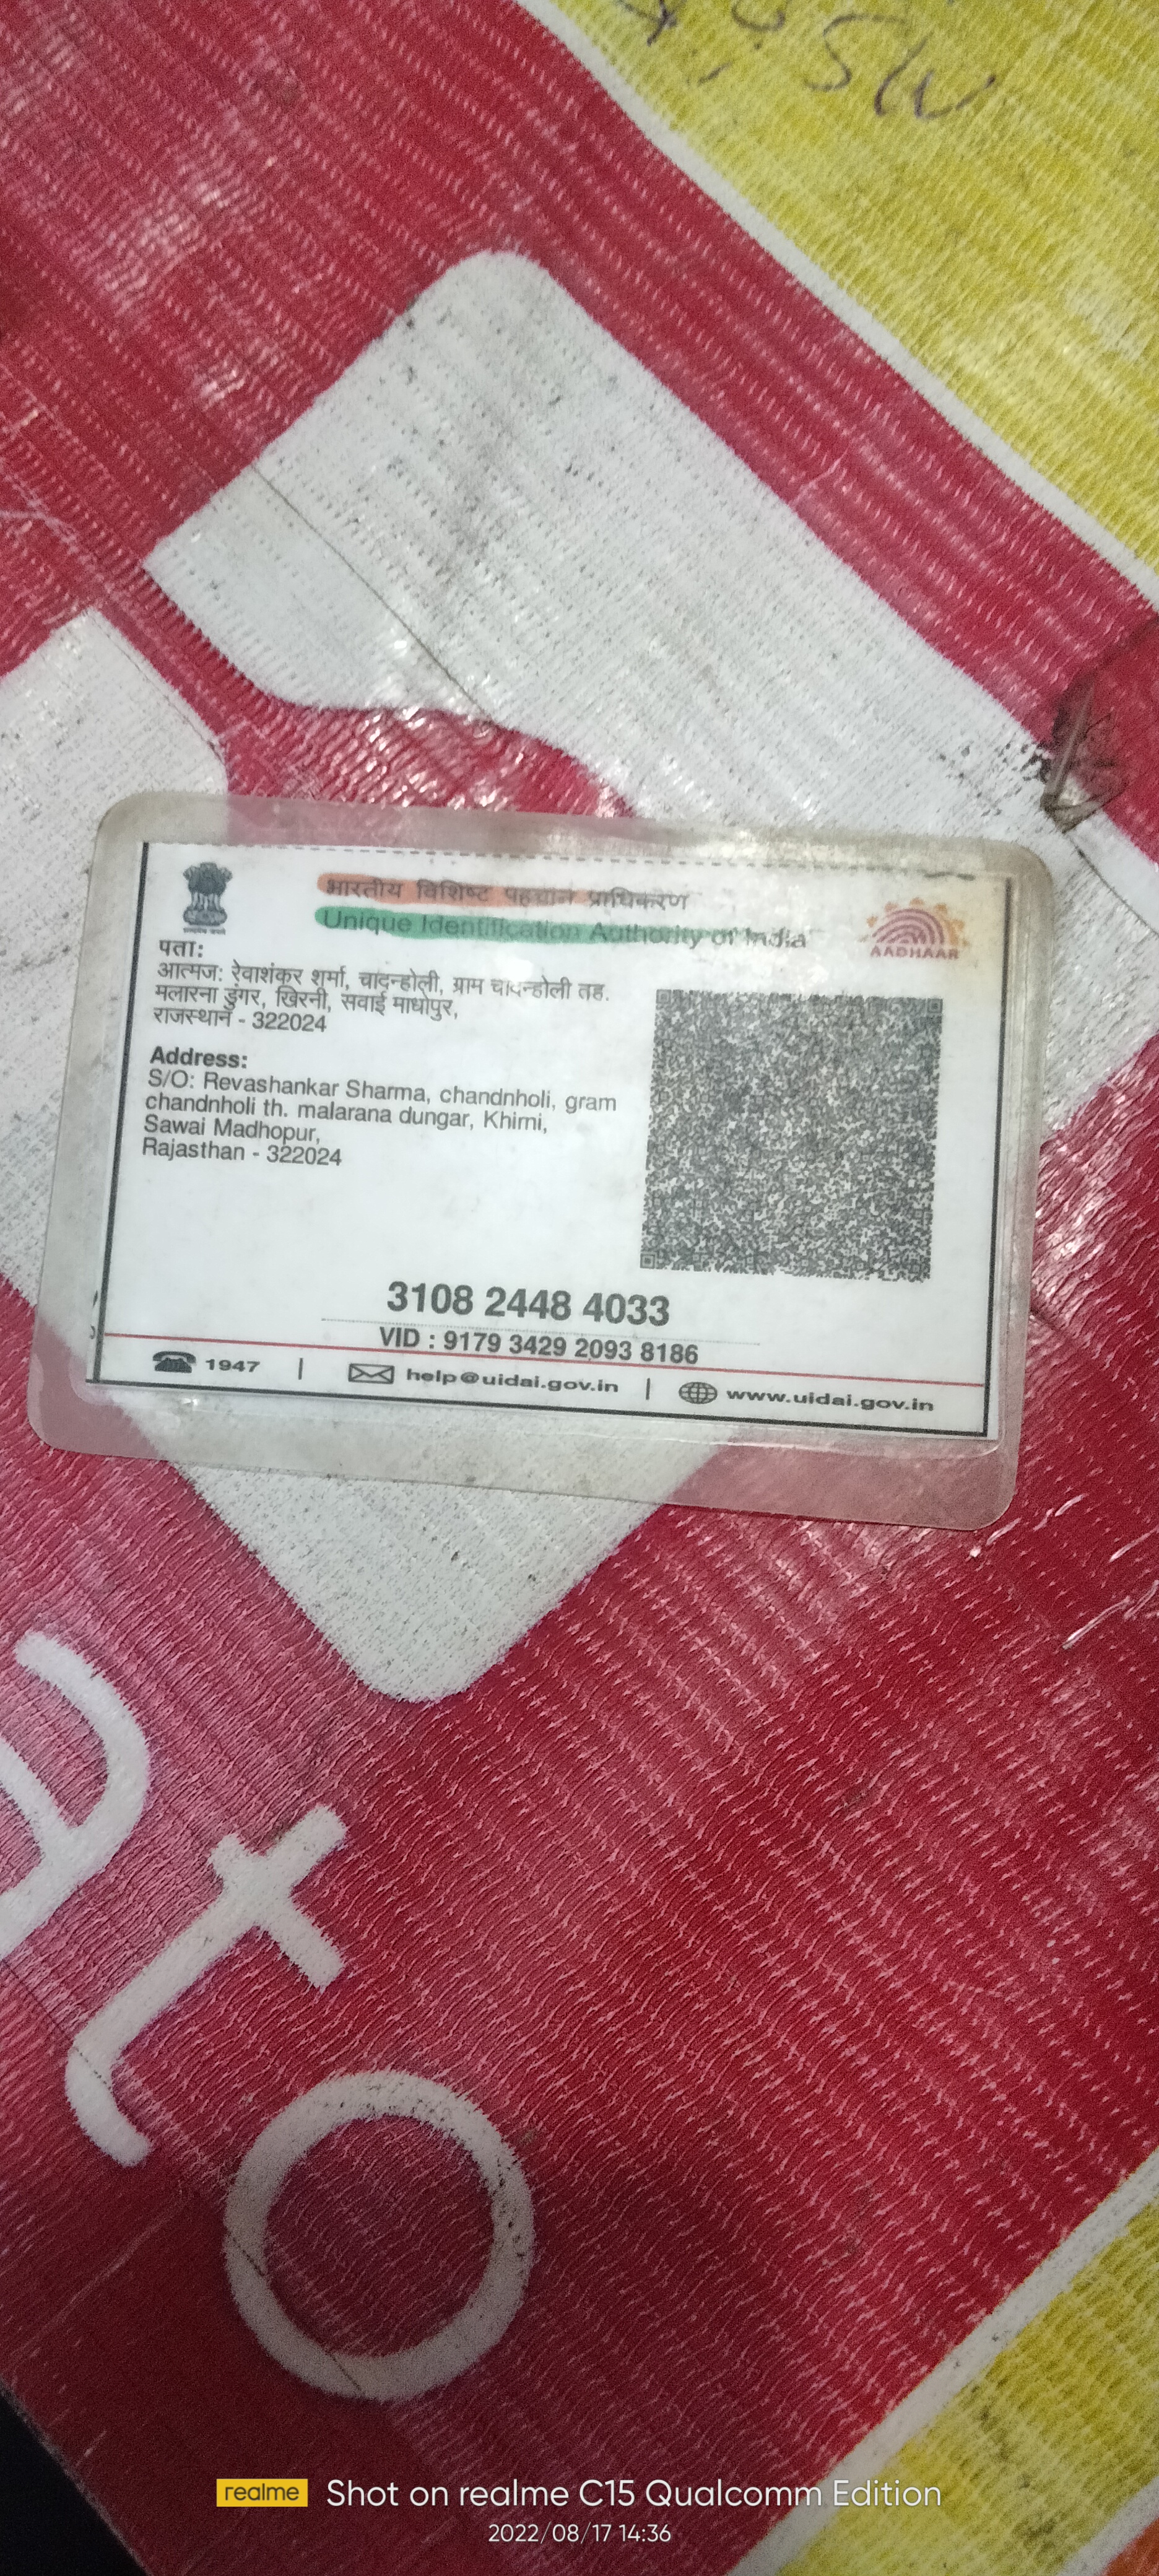 SW
भारतीय विशिष्ट पहचान प्राधिकरण
Unique Identification Authority of India
AADHAAR
पता:
आत्मज: रेवाशंकर शर्मा, चादन्होली, ग्राम चादन्होली तह.
मलारना डुंगर, खिरनी, सवाई माधोपुर,
राजस्थान - 322024
Address:
S/O: Revashankar Sharma, chandnholi, gram
chandnholi th. malarana dungar, Khirni,
Sawai Madhopur,
Rajasthan - 322024
3108 2448 4033
VID : 9179 3429 2093 8186
1947 | help@uidai.gov.in | www.uidai.gov.in
to
realme Shot on realme C15 Qualcomm Edition
2022/08/17 14:36